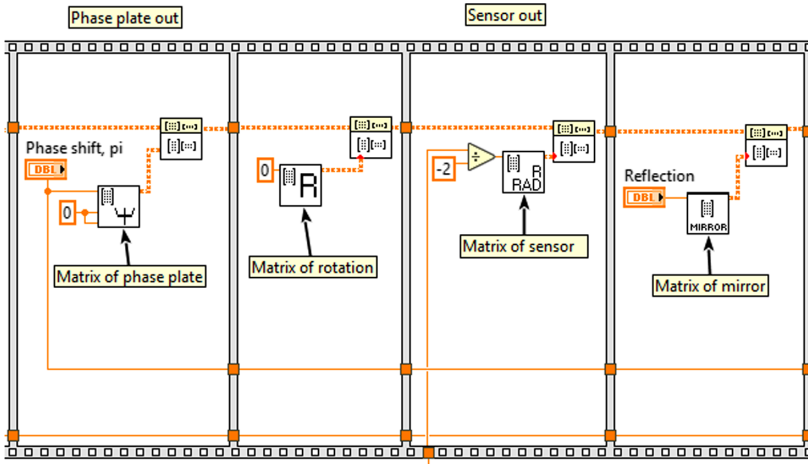 Phase plate out
Sensor out
Phase shift, pi
DBL
0
Matrix of phase plate
0
R
Matrix of rotation
÷
-2
R
RAD
Matrix of sensor
Reflection
DBL
MIRROR
Matrix of mirror